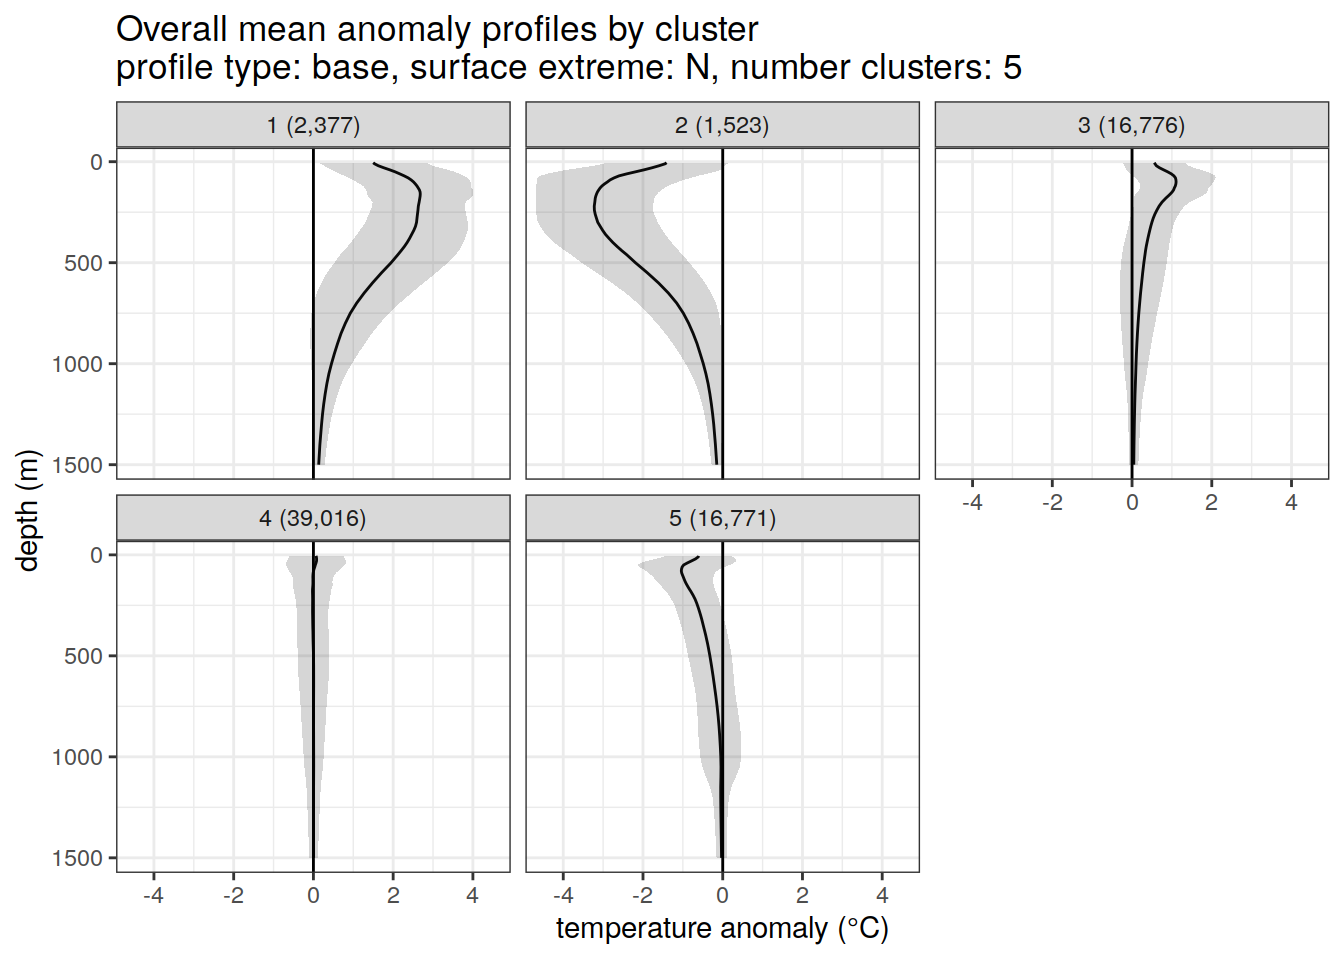 Overall mean anomaly profiles by cluster
profile type: base, surface extreme: N, number clusters: 5
1 (2,377)
2 (1,523)
3 (16,776)
0
500
1000
1500
-4 -2 0 2 4
4 (39,016)
5 (16,771)
0
500
1000
1500
-4 -2 0 2 4
-4 -2 0 2 4
depth (m)
temperature anomaly (°C)